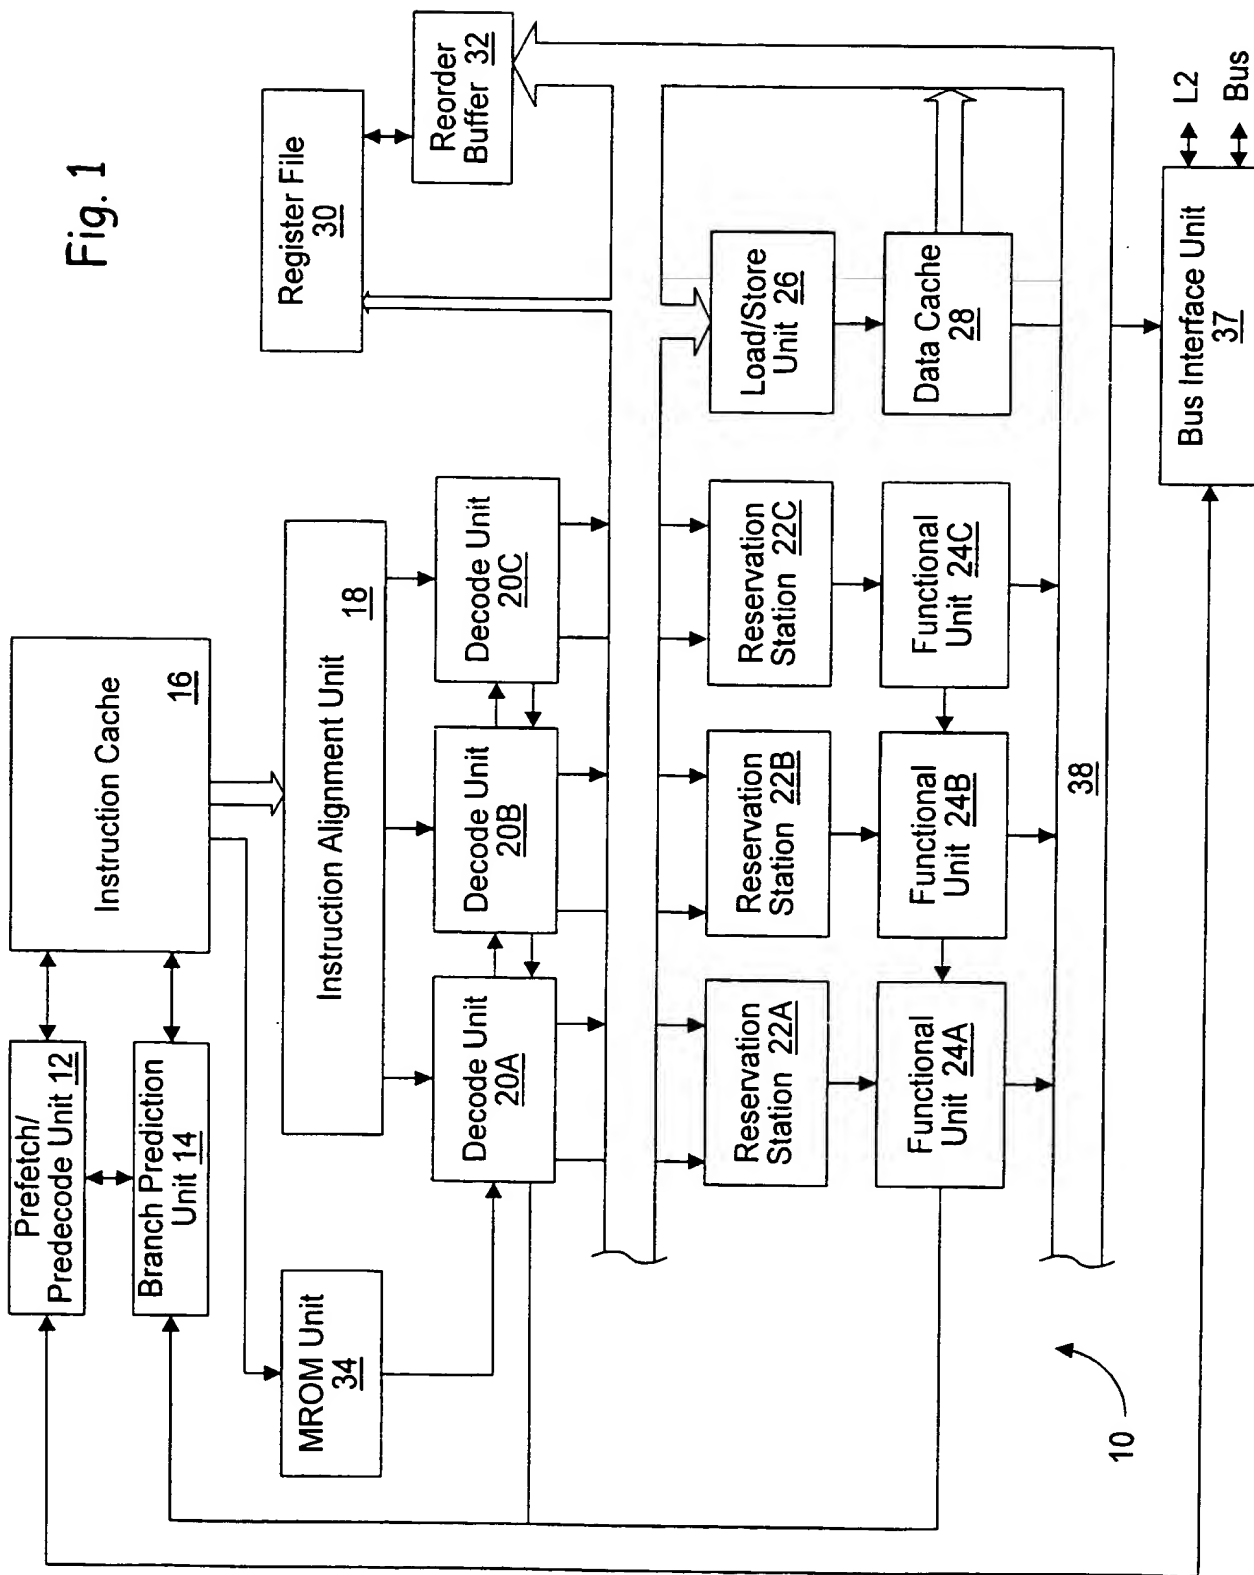 Fig. 1
Prefetch/
Predecode Unit 12
Branch Prediction
Unit 14
Instruction Cache
16
Register File
30
Reorder
Buffer 32
MROM Unit
34
Instruction Alignment Unit
18
Decode Unit
20A
Decode Unit
20B
Decode Unit
20C
Reservation
Station 22A
Reservation
Station 22B
Reservation
Station 22C
Load/Store
Unit 26
Functional
Unit 24A
Functional
Unit 24B
Functional
Unit 24C
Data Cache
28
38
10
Bus Interface Unit
37
L2
Bus